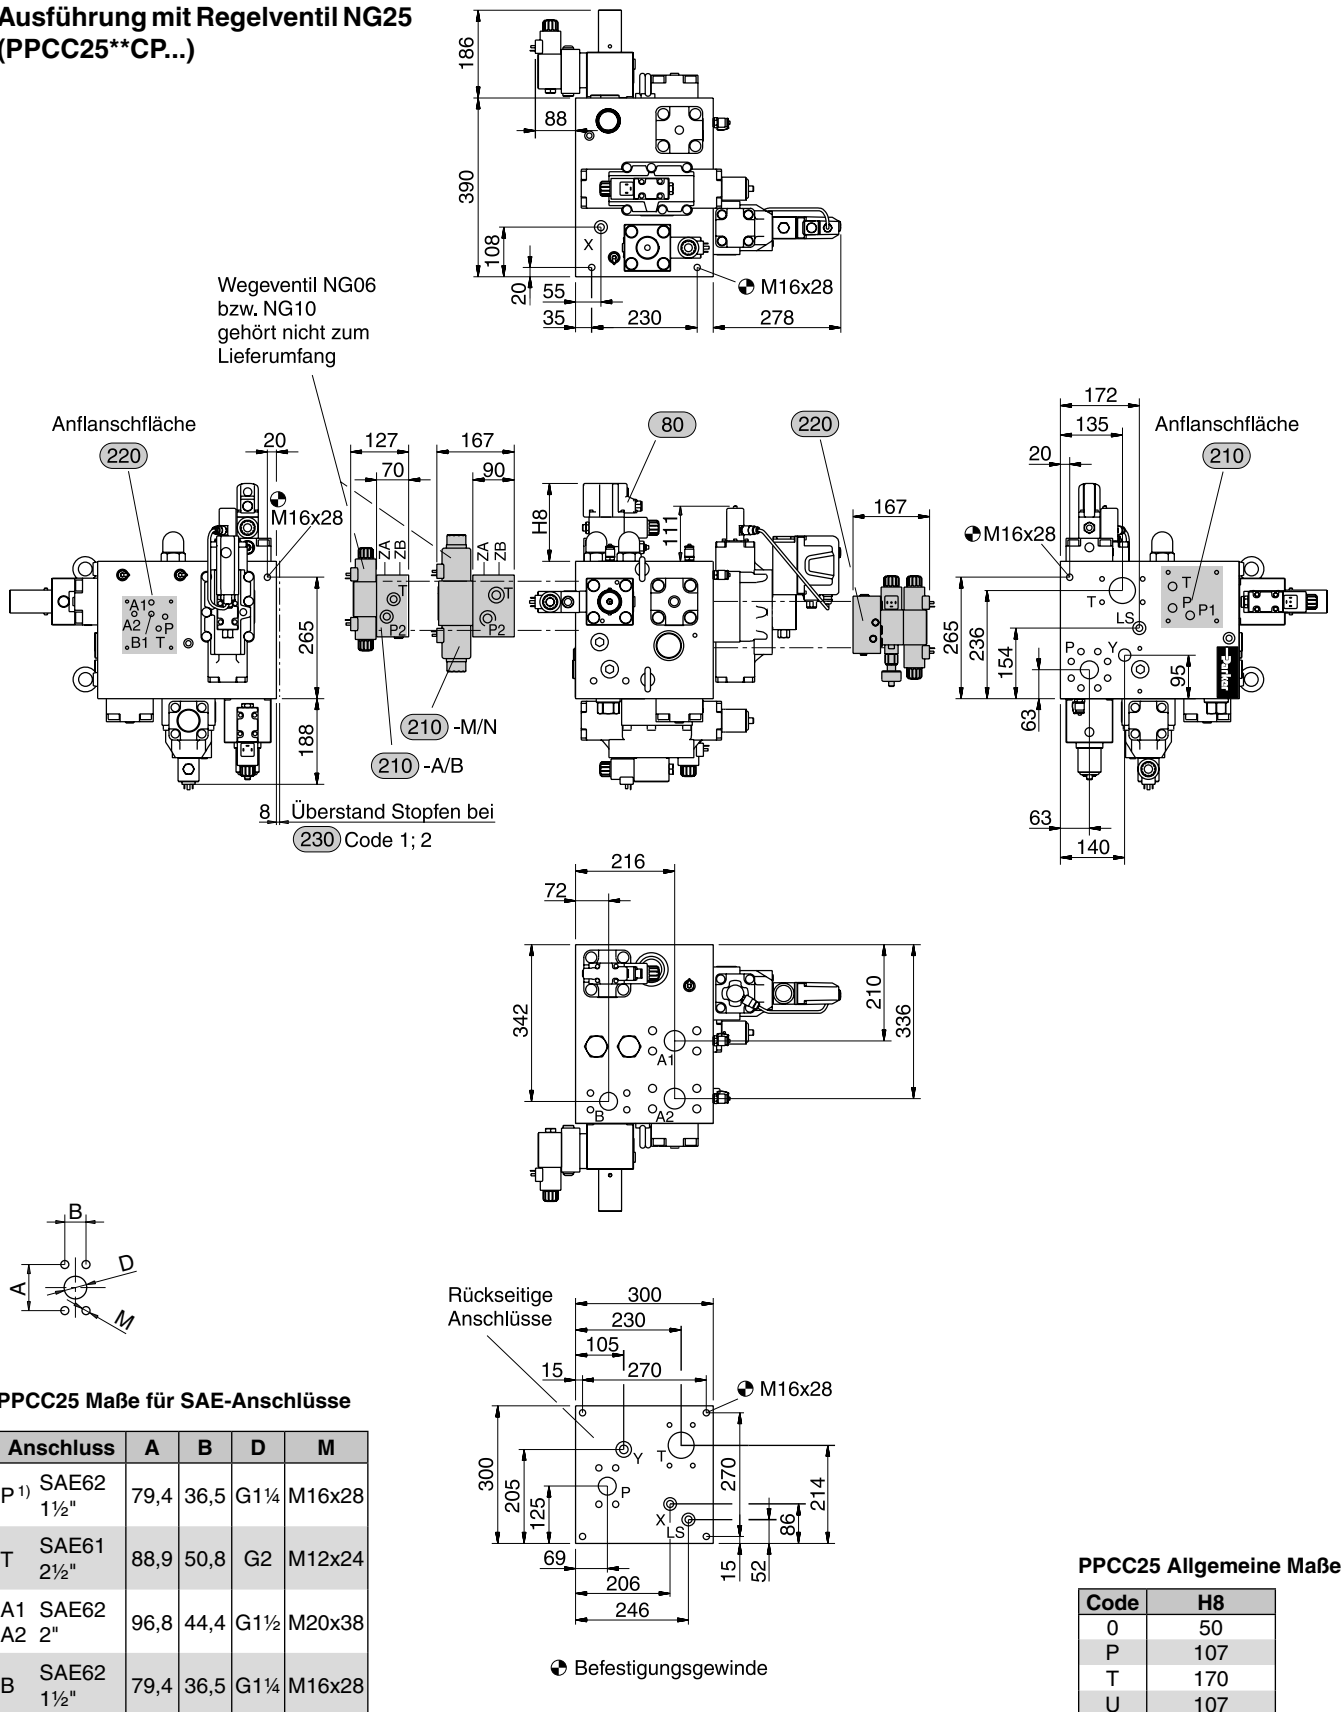 Ausführung mit Regelventil NG25
(PPCC25**CP...)
186
88
390
108
X
20
55
35
230
278
M16x28
Wegeventil NG06
bzw. NG10
gehört nicht zum
Lieferumfang
Anflanschfläche
220
20
M16x28
A1
A2
P
B1 T
265
188
8
Überstand Stopfen bei
230 Code 1; 2
127
70
ZA
ZB
T
P2
167
90
ZA
ZB
T
P2
210 -M/N
210 -A/B
80
H8
111
220
167
172
135
20
Anflanschfläche
210
M16x28
T
T
P
P1
LS
P
Y
265
236
154
63
95
Parker
63
140
216
72
342
210
336
A1
B
A2
B
A
D
M
Rückseitige
Anschlüsse
300
230
105
15
270
M16x28
300
205
125
Y
T
P
X
LS
270
214
86
69
206
246
15
52
Befestigungsgewinde
PPCC25 Maße für SAE-Anschlüsse
Anschluss A B D M
P 1) SAE62 1½" 79,4 36,5 G1¼ M16x28
T SAE61 2½" 88,9 50,8 G2 M12x24
A1 A2 SAE62 2" 96,8 44,4 G1½ M20x38
B SAE62 1½" 79,4 36,5 G1¼ M16x28
PPCC25 Allgemeine Maße
Code H8
0 50
P 107
T 170
U 107